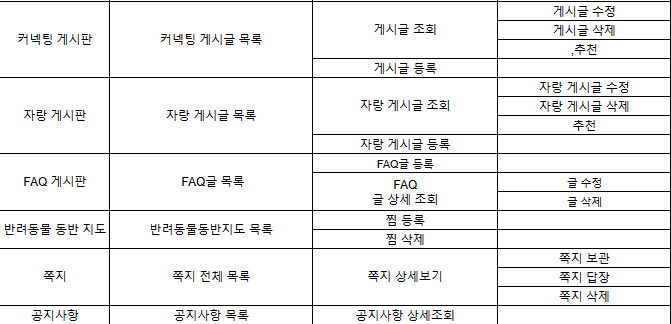 커넥팅 게시판 커넥팅 게시글 목록 게시글 조회 게시글 수정
게시글 삭제
,추천
게시글 등록
자랑 게시판 자랑 게시글 목록 자랑 게시글 조회 자랑 게시글 수정
자랑 게시글 삭제
추천
자랑 게시글 등록
FAQ 게시판 FAQ글 목록 FAQ글 등록
FAQ
글 상세 조회 글 수정
글 삭제
반려동물 동반 지도 반려동물동반지도 목록 찜 등록
찜 삭제
쪽지 쪽지 전체 목록 쪽지 상세보기 쪽지 보관
쪽지 답장
쪽지 삭제
공지사항 공지사항 목록 공지사항 상세조회